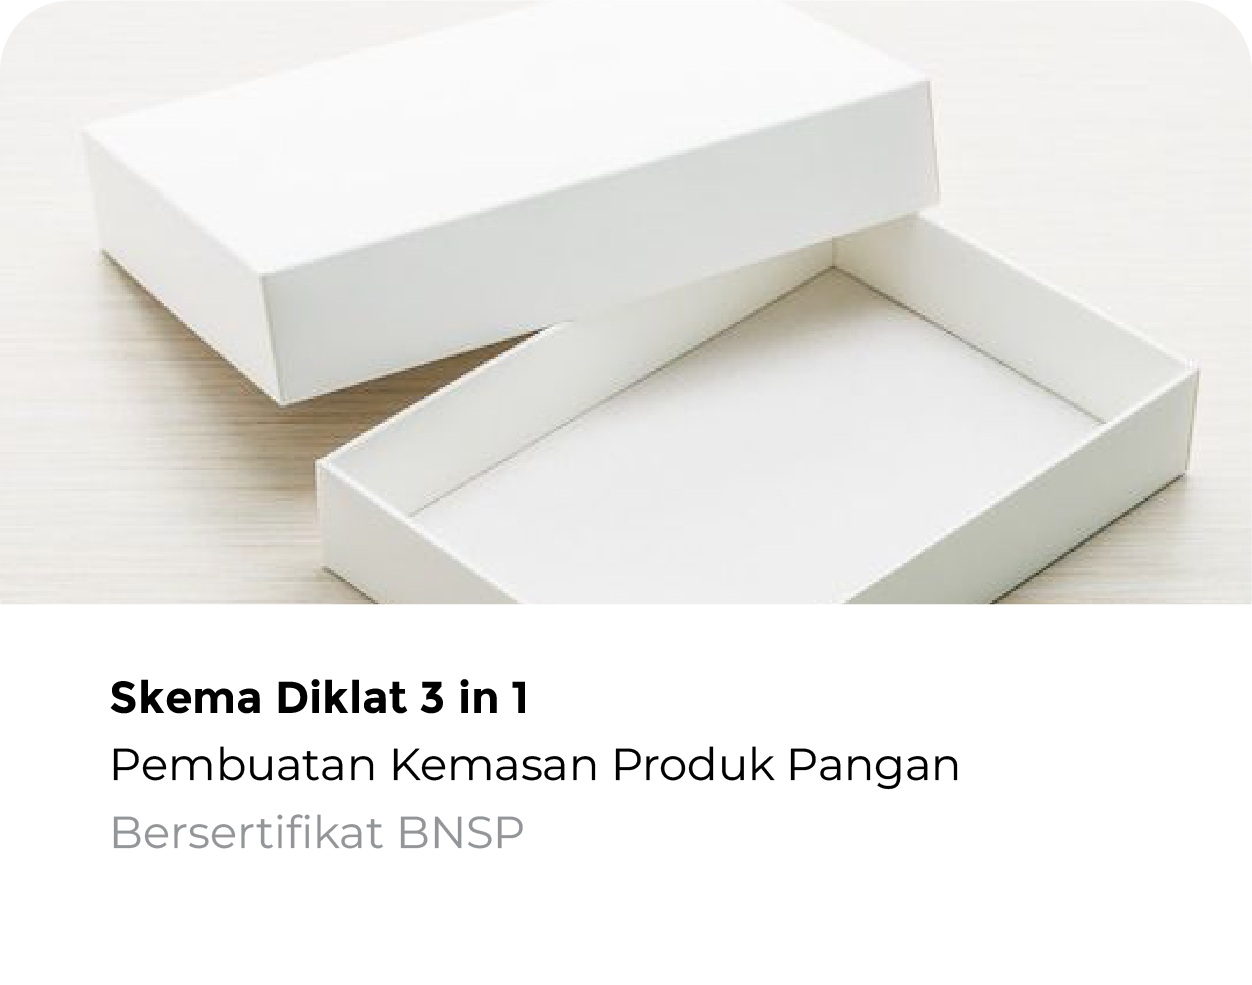 Skema Diklat 3 in 1
Pembuatan Kemasan Produk Pangan
Bersertifikat BNSP